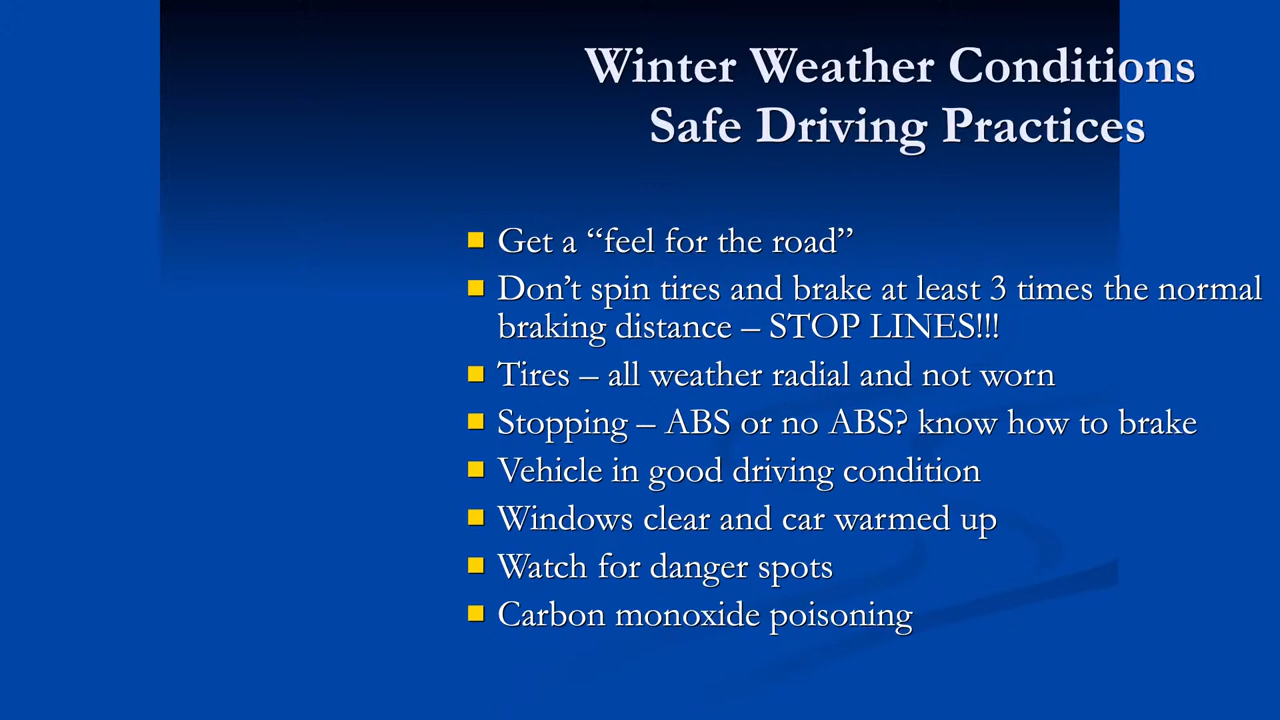 Winter Weather Conditions
Safe Driving Practices
Get a “feel for the road”
Don’t spin tires and brake at least 3 times the normal
braking distance – STOP LINES!!!
Tires – all weather radial and not worn
Stopping – ABS or no ABS? know how to brake
Vehicle in good driving condition
Windows clear and car warmed up
Watch for danger spots
Carbon monoxide poisoning